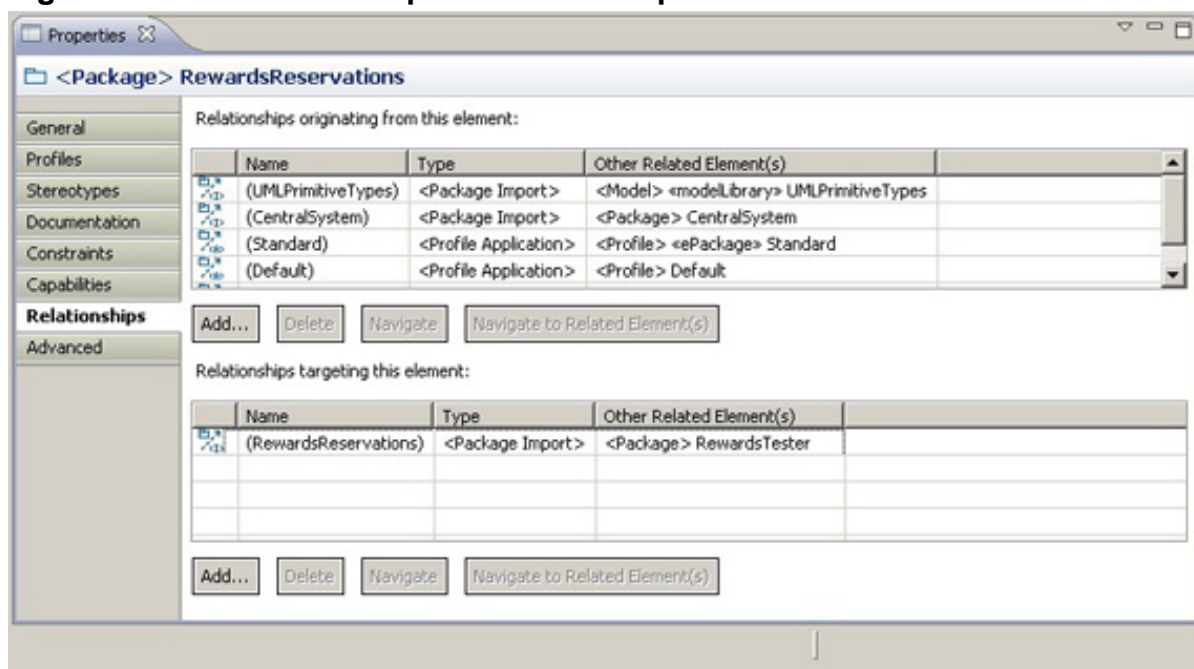 Properties
<Package> RewardsReservations
General
Profiles
Stereotypes
Documentation
Constraints
Capabilities
Relationships
Advanced
Relationships originating from this element:
Name Type Other Related Element(s)
(UMLPrimitiveTypes) <Package Import> <Model> «modelLibrary» UMLPrimitiveTypes
(CentralSystem) <Package Import> <Package> CentralSystem
(Standard) <Profile Application> <Profile> «ePackage» Standard
(Default) <Profile Application> <Profile> Default
Add... Delete Navigate Navigate to Related Element(s)
Relationships targeting this element:
Name Type Other Related Element(s)
(RewardsReservations) <Package Import> <Package> RewardsTester
Add... Delete Navigate Navigate to Related Element(s)